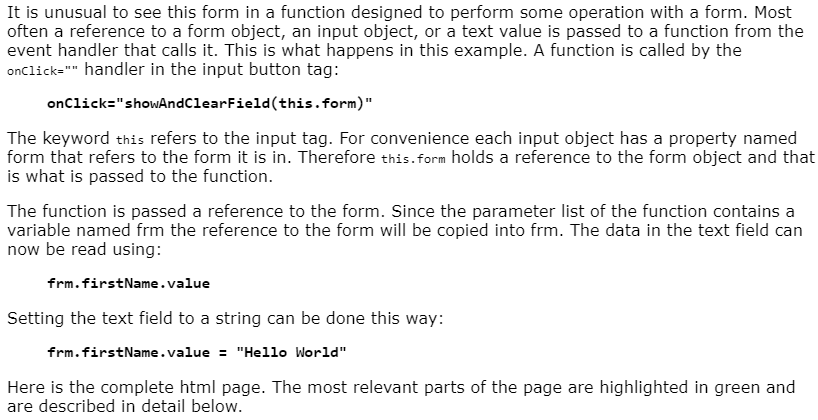 It is unusual to see this form in a function designed to perform some operation with a form. Most
often a reference to a form object, an input object, or a text value is passed to a function from the
event handler that calls it. This is what happens in this example. A function is called by the
onClick="" handler in the input button tag:
onClick="showAndClearField(this.form)"
The keyword this refers to the input tag. For convenience each input object has a property named
form that refers to the form it is in. Therefore this.form holds a reference to the form object and that
is what is passed to the function.
The function is passed a reference to the form. Since the parameter list of the function contains a
variable named frm the reference to the form will be copied into frm. The data in the text field can
now be read using:
frm.firstName.value
Setting the text field to a string can be done this way:
frm.firstName.value = "Hello World"
Here is the complete html page. The most relevant parts of the page are highlighted in green and
are described in detail below.